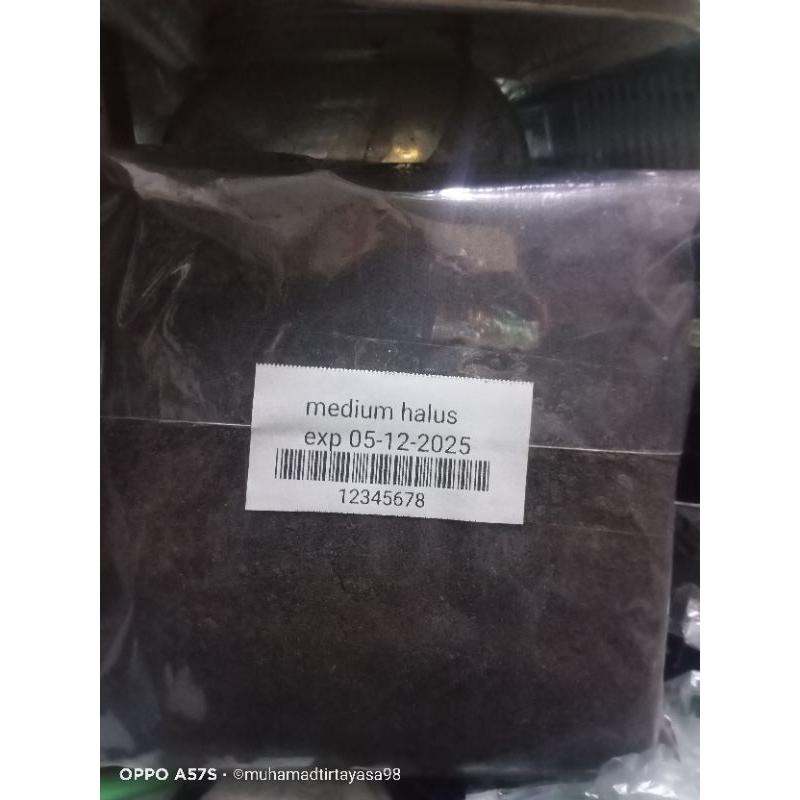 medium halus
exp 05-12-2025
12345678
OPPO A57S · ©muhamadtirtayasa98